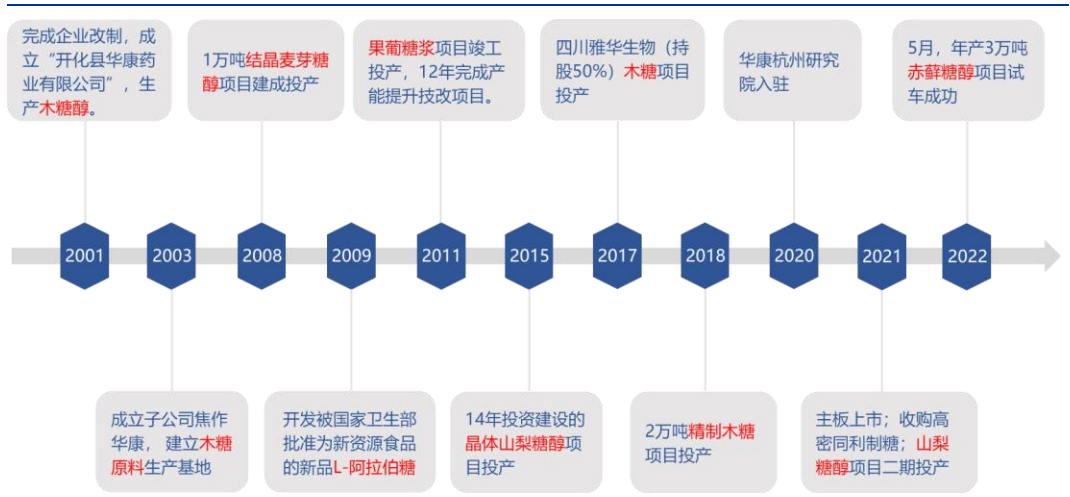 完成企业改制，成
立“开化县华康药
业有限公司”，生
产木糖醇。
1万吨结晶麦芽糖
醇项目建成投产
果葡糖浆项目竣工
投产，12年完成产
能提升技改项目。
四川雅华生物（持
股50%）木糖项目
投产
华康杭州研究
院入驻
5月，年产3万吨
赤藓糖醇项目试
车成功
2001
2003
2008
2009
2011
2015
2017
2018
2020
2021
2022
成立子公司焦作
华康， 建立木糖
原料生产基地
开发被国家卫生部
批准为新资源食品
的新品L-阿拉伯糖
14年投资建设的
晶体山梨糖醇项
目投产
2万吨精制木糖
项目投产
主板上市；收购高
密同利制糖；山梨
糖醇项目二期投产